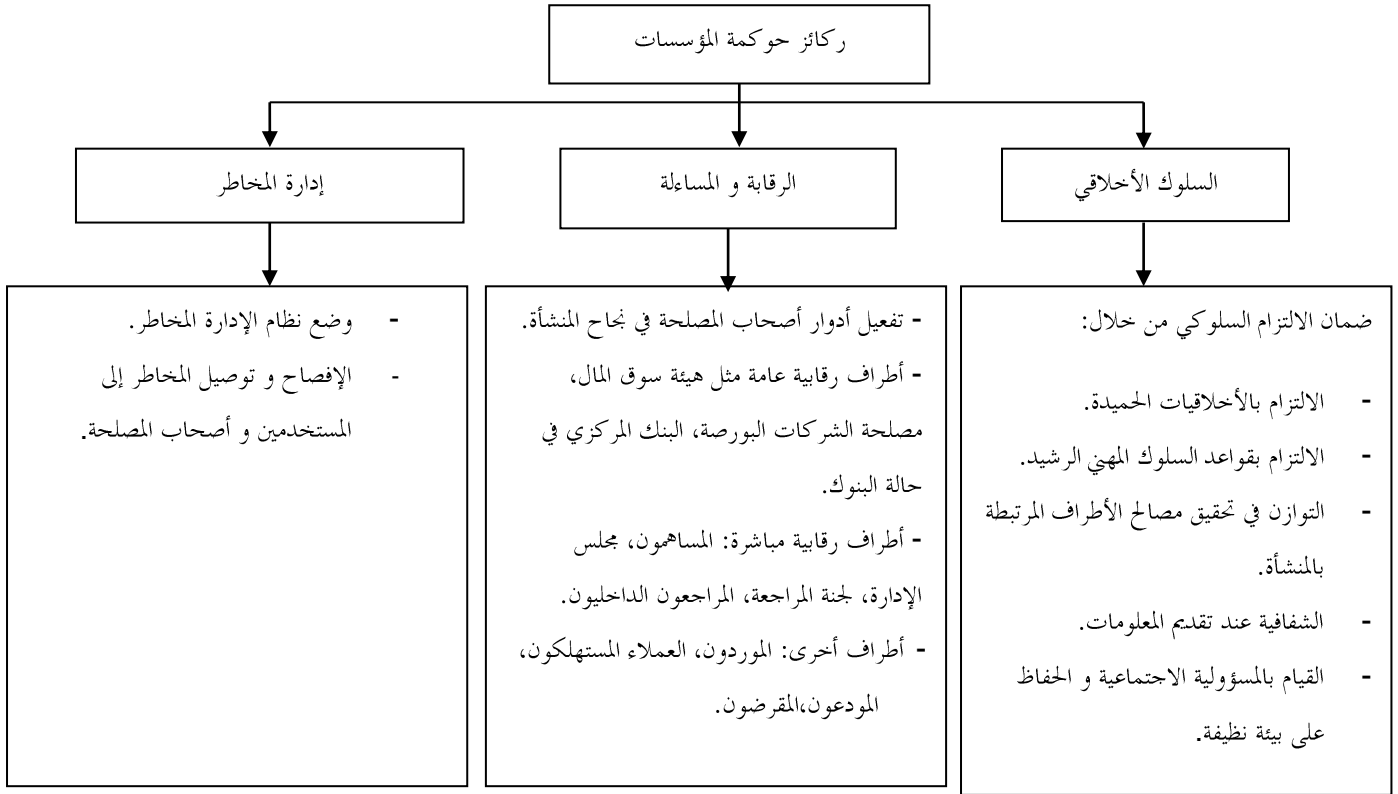 ركائز حوكمة المؤسسات
السلوك الأخلاقي
الرقابة و المساءلة
إدارة المخاطر
ضمان الالتزام السلوكي من خلال:
- الالتزام بالأخلاقيات الحميدة.
- الالتزام بقواعد السلوك المهني الرشيد.
- التوازن في تحقيق مصالح الأطراف المرتبطة
بالمنشأة.
- الشفافية عند تقديم المعلومات.
- القيام بالمسؤولية الاجتماعية و الحفاظ
على بيئة نظيفة.
- تفعيل أدوار أصحاب المصلحة في نجاح المنشأة.
- أطراف رقابية عامة مثل هيئة سوق المال،
مصلحة الشركات البورصة، البنك المركزي في
حالة البنوك.
- أطراف رقابية مباشرة: المساهمون، مجلس
الإدارة، لجنة المراجعة، المراجعون الداخليون.
- أطراف أخرى: الموردون، العملاء المستهلكون،
المودعون،المقرضون.
- وضع نظام الإدارة المخاطر.
- الإفصاح و توصيل المخاطر إلى
المستخدمين و أصحاب المصلحة.